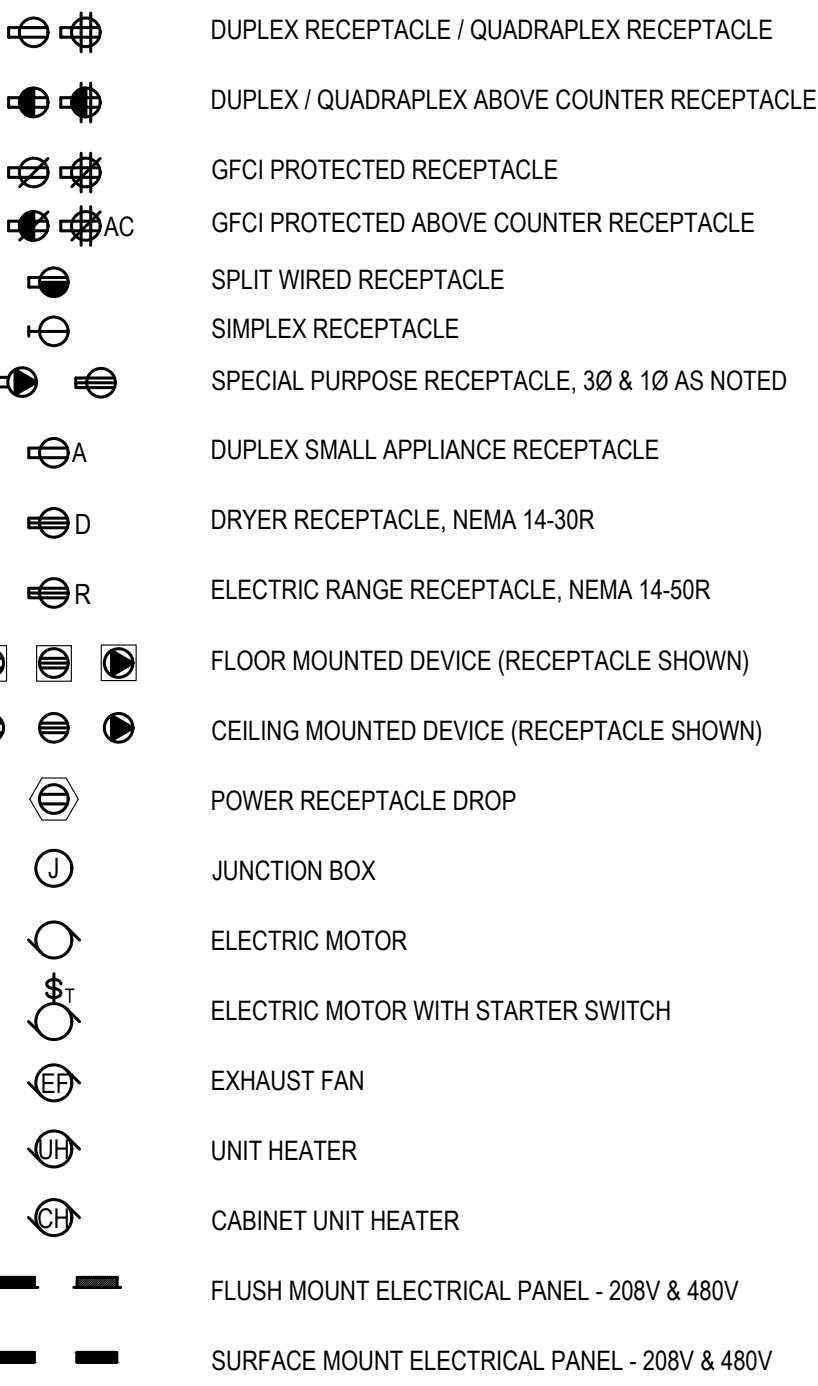 DUPLEX RECEPTACLE / QUADRAPLEX RECEPTACLE
DUPLEX / QUADRAPLEX ABOVE COUNTER RECEPTACLE
GFCI PROTECTED RECEPTACLE
AC GFCI PROTECTED ABOVE COUNTER RECEPTACLE
SPLIT WIRED RECEPTACLE
SIMPLEX RECEPTACLE
SPECIAL PURPOSE RECEPTACLE, 3Ø & 1Ø AS NOTED
A DUPLEX SMALL APPLIANCE RECEPTACLE
D DRYER RECEPTACLE, NEMA 14-30R
R ELECTRIC RANGE RECEPTACLE, NEMA 14-50R
FLOOR MOUNTED DEVICE (RECEPTACLE SHOWN)
CEILING MOUNTED DEVICE (RECEPTACLE SHOWN)
POWER RECEPTACLE DROP
J JUNCTION BOX
ELECTRIC MOTOR
$T ELECTRIC MOTOR WITH STARTER SWITCH
EF EXHAUST FAN
UH UNIT HEATER
CH CABINET UNIT HEATER
FLUSH MOUNT ELECTRICAL PANEL - 208V & 480V
SURFACE MOUNT ELECTRICAL PANEL - 208V & 480V